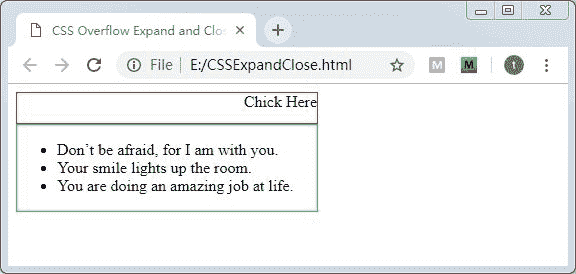 CSS Overflow Expand and Clo
File E:/CSSExpandClose.html
M M t
Chick Here
Don't be afraid, for I am with you.
Your smile lights up the room.
You are doing an amazing job at life.